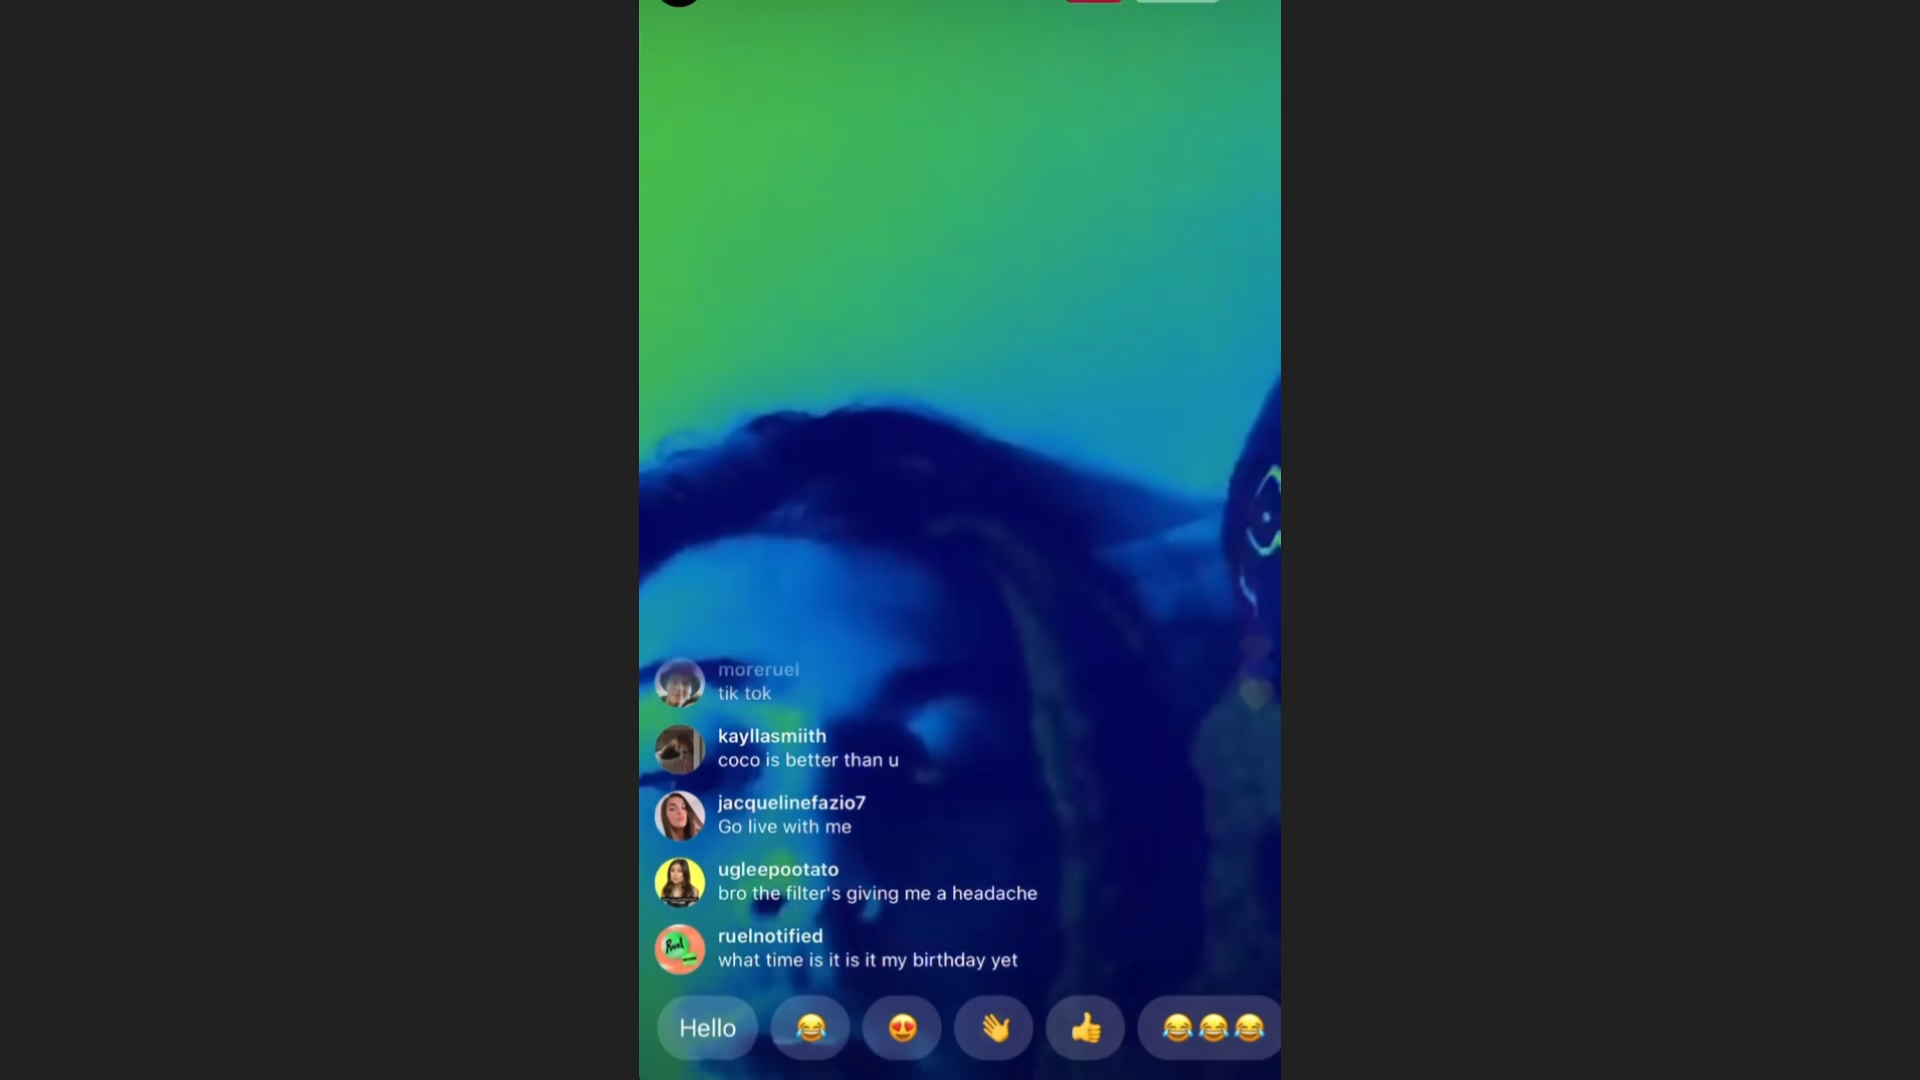 moreruel
tik tok
kayllasmiith
coco is better than u
jacquelinefazio7
Go live with me
ugleepootato
bro the filter's giving me a headache
Ruel
ruelnotified
what time is it is it my birthday yet
Hello